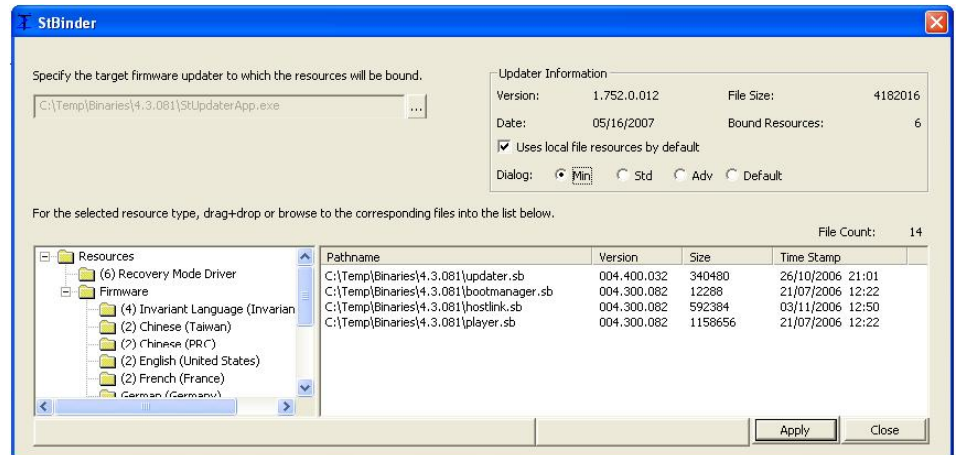 StBinder
Specify the target firmware updater to which the resources will be bound.
C:\Temp\Binaries\4.3.081\StUpdaterApp.exe
...
Updater Information
Version: 1.752.0.012 File Size: 4182016
Date: 05/16/2007 Bound Resources: 6
Uses local file resources by default
Dialog: Min Std Adv Default
For the selected resource type, drag+drop or browse to the corresponding files into the list below.
File Count: 14
Resources
(6) Recovery Mode Driver
Firmware
(4) Invariant Language (Invarian
(2) Chinese (Taiwan)
(2) Chinese (PRC)
(2) English (United States)
(2) French (France)
German (Germany)
Pathname Version Size Time Stamp
C:\Temp\Binaries\4.3.081\updater.sb 004.400.032 340480 26/10/2006 21:01
C:\Temp\Binaries\4.3.081\bootmanager.sb 004.300.082 12288 21/07/2006 12:22
C:\Temp\Binaries\4.3.081\hostlink.sb 004.300.082 592384 03/11/2006 12:50
C:\Temp\Binaries\4.3.081\player.sb 004.300.082 1158656 21/07/2006 12:22
Apply Close